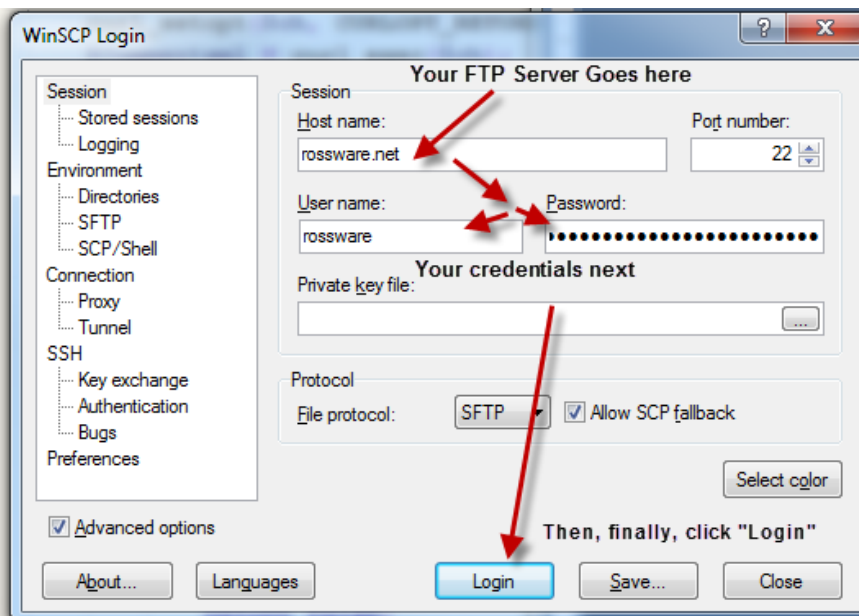 WinSCP Login
Your FTP Server Goes here
Session
Stored sessions
Logging
Environment
Directories
SFTP
SCP/Shell
Connection
Proxy
Tunnel
SSH
Key exchange
Authentication
Bugs
Preferences
Session
Host name: Port number:
rossware.net 22
User name: Password:
rossware
Your credentials next
Private key file:
...
Protocol
File protocol: SFTP Allow SCP fallback
Select color
Advanced options
Then, finally, click "Login"
About... Languages Login Save... Close